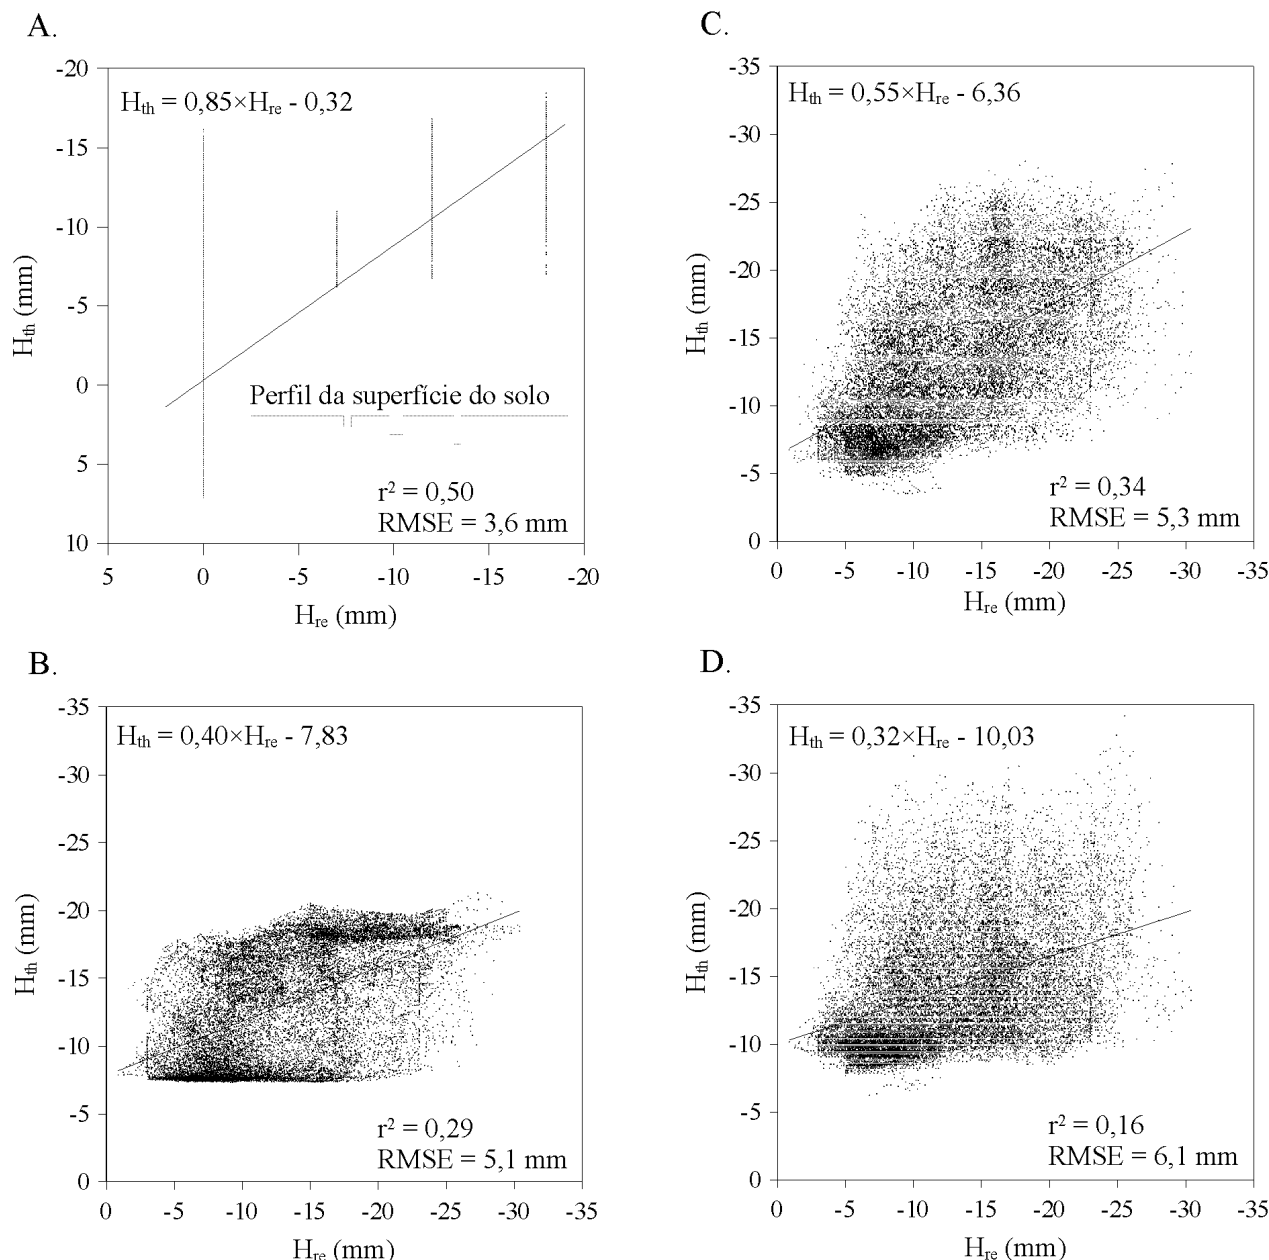 A.
-20
H_th = 0,85×H_re - 0,32
-15
-10
-5
0
5
10
H_th (mm)
Perfil da superfície do solo
r² = 0,50
RMSE = 3,6 mm
5 0 -5 -10 -15 -20
H_re (mm)
C.
-35
H_th = 0,55×H_re - 6,36
-30
-25
-20
-15
-10
-5
0
H_th (mm)
r² = 0,34
RMSE = 5,3 mm
0 -5 -10 -15 -20 -25 -30 -35
H_re (mm)
B.
-35
H_th = 0,40×H_re - 7,83
-30
-25
-20
-15
-10
-5
0
H_th (mm)
r² = 0,29
RMSE = 5,1 mm
0 -5 -10 -15 -20 -25 -30 -35
H_re (mm)
D.
-35
H_th = 0,32×H_re - 10,03
-30
-25
-20
-15
-10
-5
0
H_th (mm)
r² = 0,16
RMSE = 6,1 mm
0 -5 -10 -15 -20 -25 -30 -35
H_re (mm)